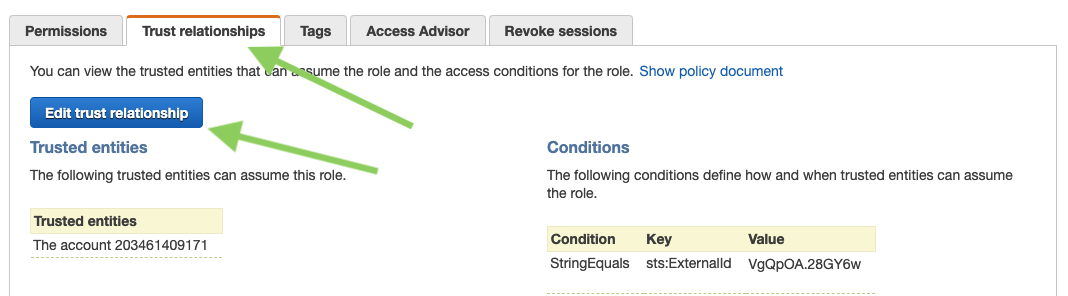 Permissions
Trust relationships
Tags
Access Advisor
Revoke sessions
You can view the trusted entities that can assume the role and the access conditions for the role. Show policy document
Edit trust relationship
Trusted entities
The following trusted entities can assume this role.
Trusted entities
The account 203461409171
Conditions
The following conditions define how and when trusted entities can assume
the role.
Condition Key Value
StringEquals sts:ExternalId VgQpOA.28GY6w